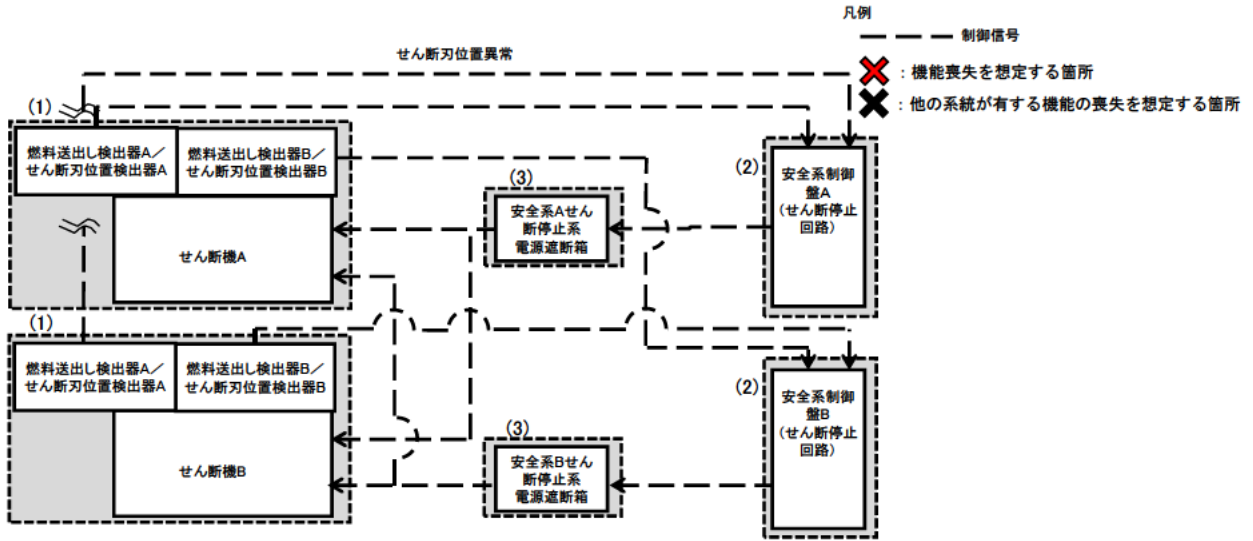 凡例
制御信号
：機能喪失を想定する箇所
：他の系統が有する機能の喪失を想定する箇所
せん断刃位置異常
(1)
燃料送出し検出器A／
せん断刃位置検出器A
燃料送出し検出器B／
せん断刃位置検出器B
せん断機A
(3)
安全系Aせん
断停止系
電源遮断箱
(2)
安全系制御
盤A
(せん断停止
回路)
(1)
燃料送出し検出器A／
せん断刃位置検出器A
燃料送出し検出器B／
せん断刃位置検出器B
せん断機B
(3)
安全系Bせん
断停止系
電源遮断箱
(2)
安全系制御
盤B
(せん断停止
回路)